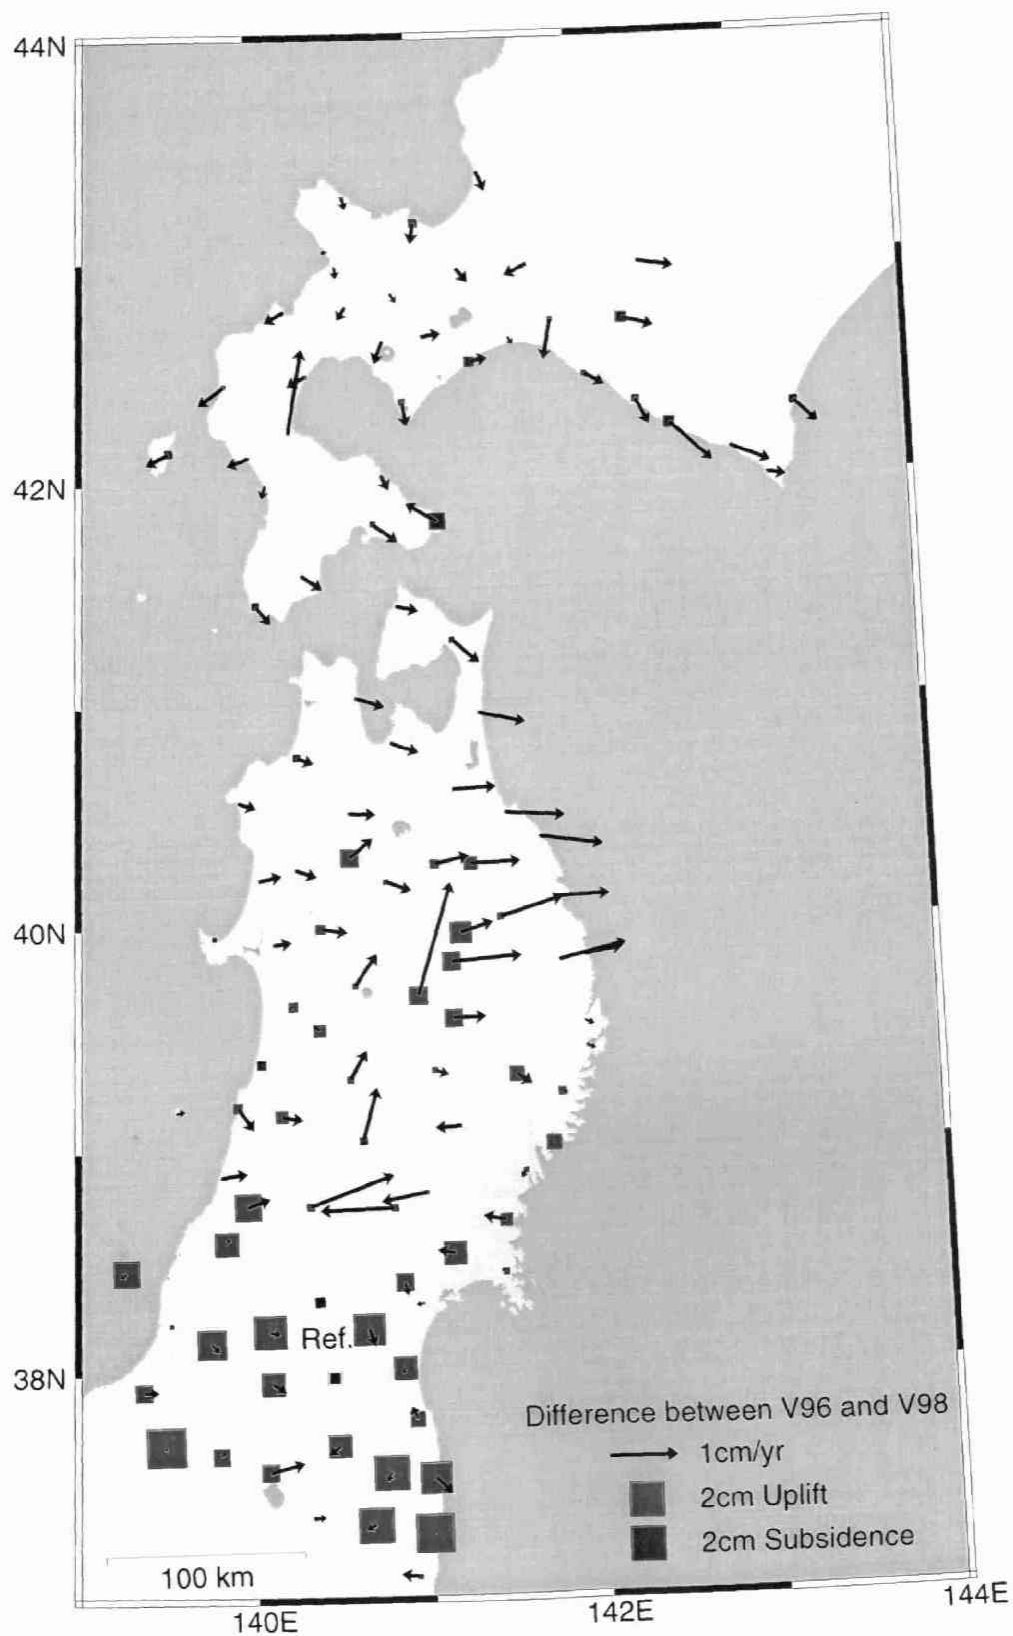 44N
42N
40N
38N
Ref.
Difference between V96 and V98
1cm/yr
2cm Uplift
2cm Subsidence
100 km
140E
142E
144E